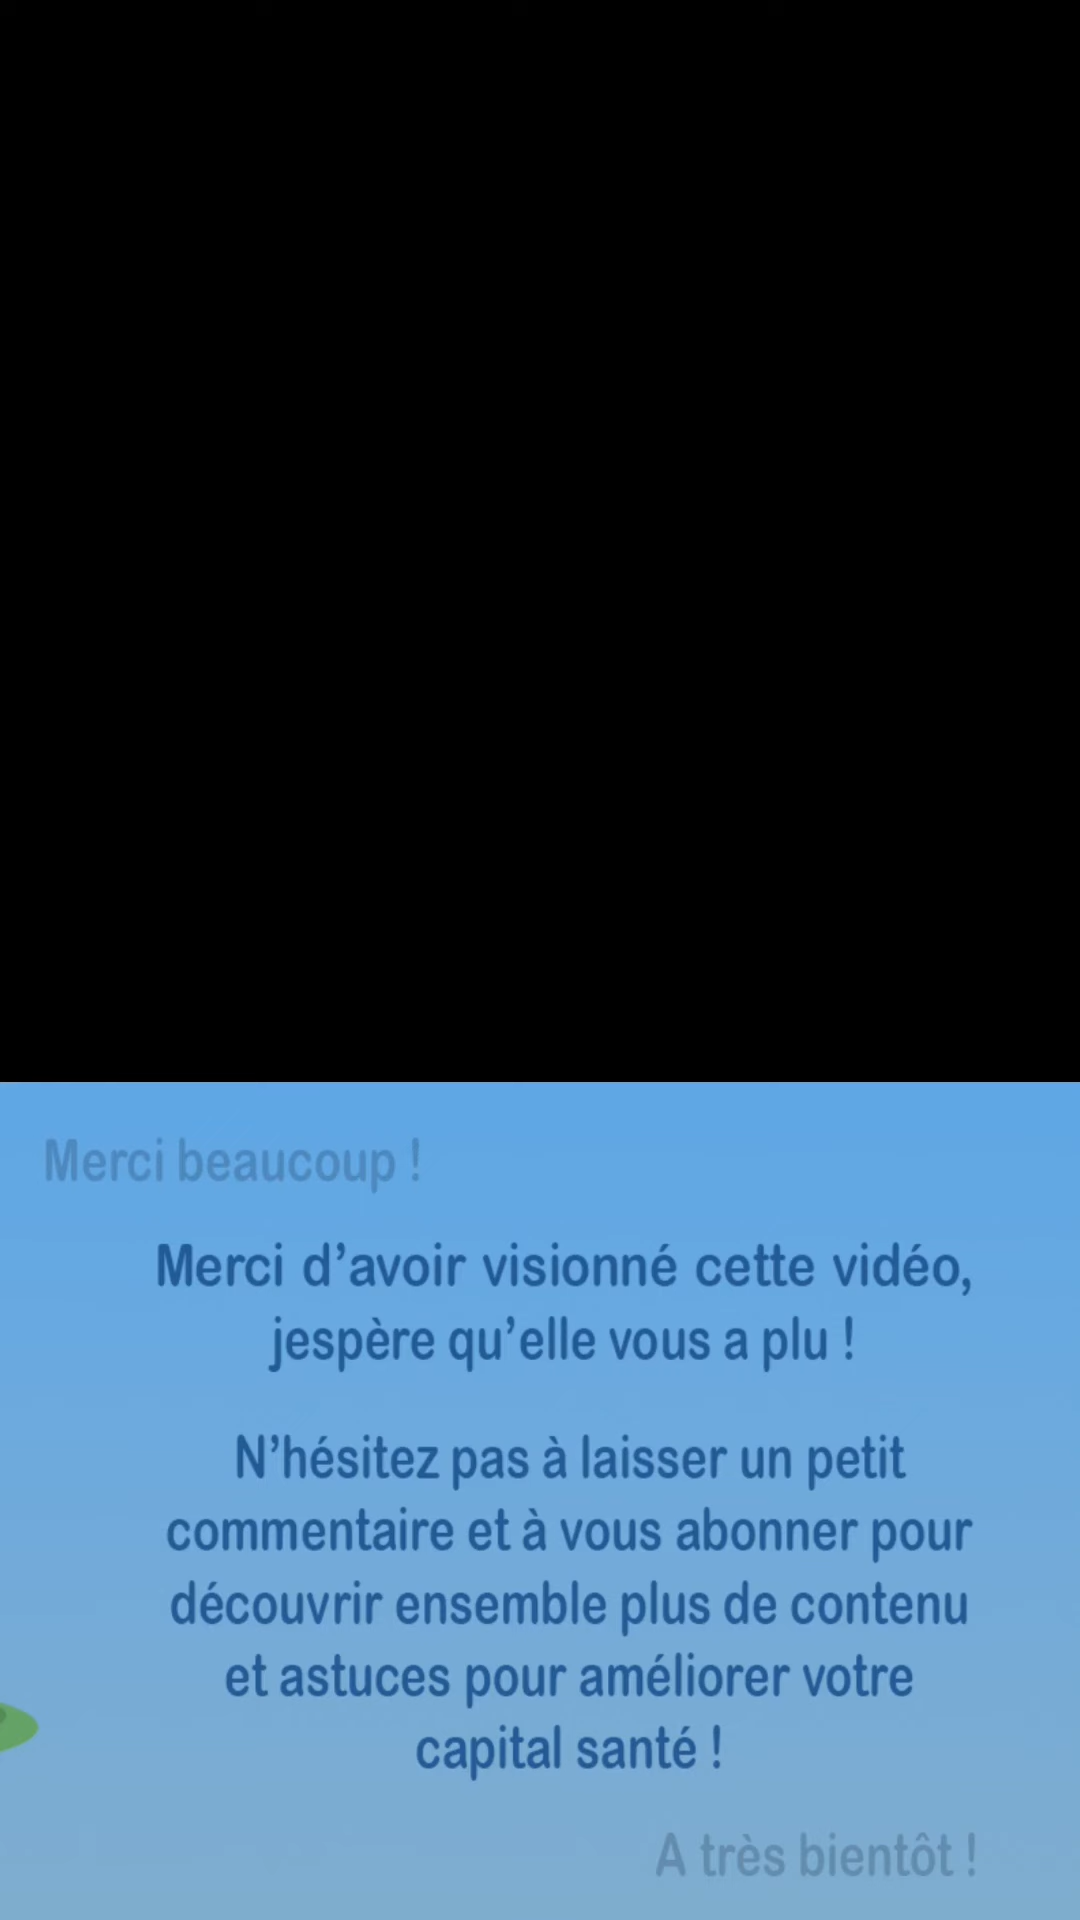 Merci beaucoup !
Merci d’avoir visionné cette vidéo,
jespère qu’elle vous a plu !
N’hésitez pas à laisser un petit
commentaire et à vous abonner pour
découvrir ensemble plus de contenu
et astuces pour améliorer votre
capital santé !
A très bientôt !